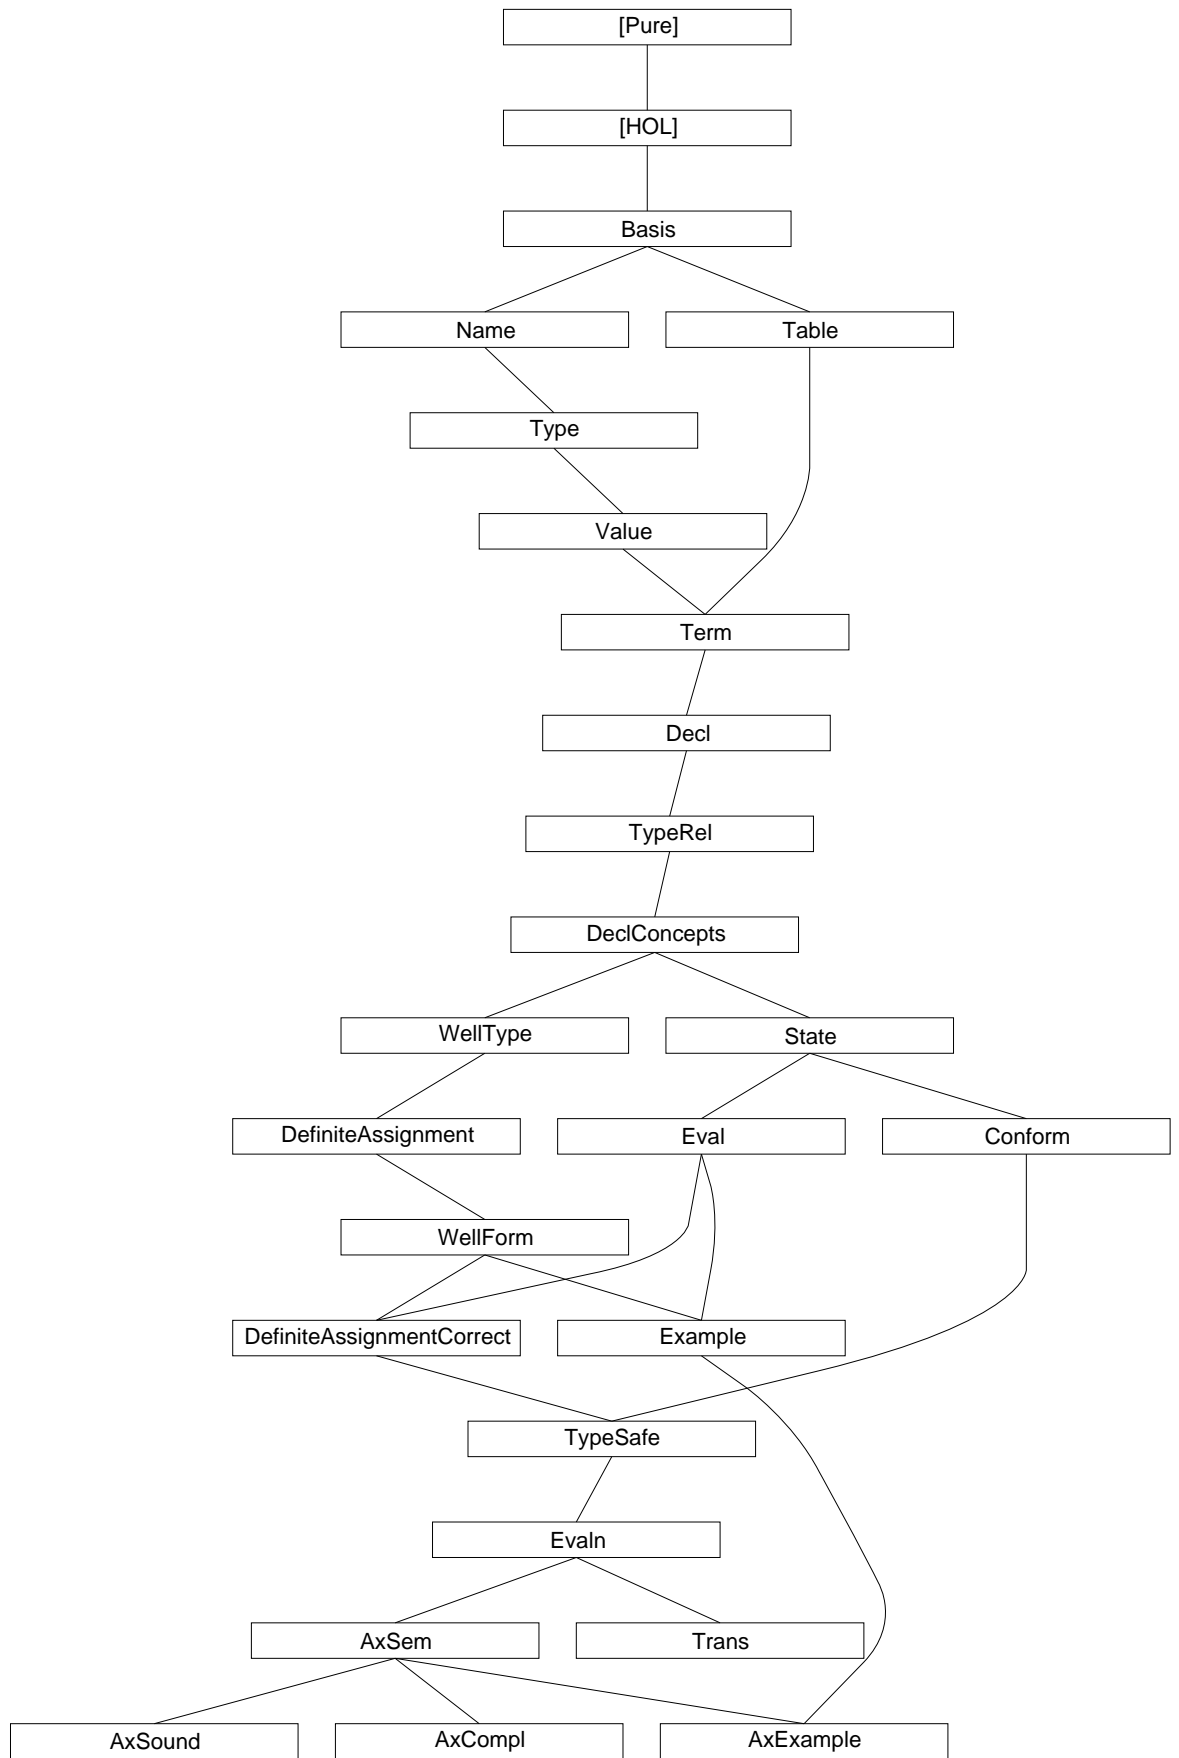 [Pure]
[HOL]
Basis
Name
Table
Type
Value
Term
Decl
TypeRel
DeclConcepts
WellType
State
DefiniteAssignment
Eval
Conform
WellForm
DefiniteAssignmentCorrect
Example
TypeSafe
Evaln
AxSem
Trans
AxSound
AxCompl
AxExample